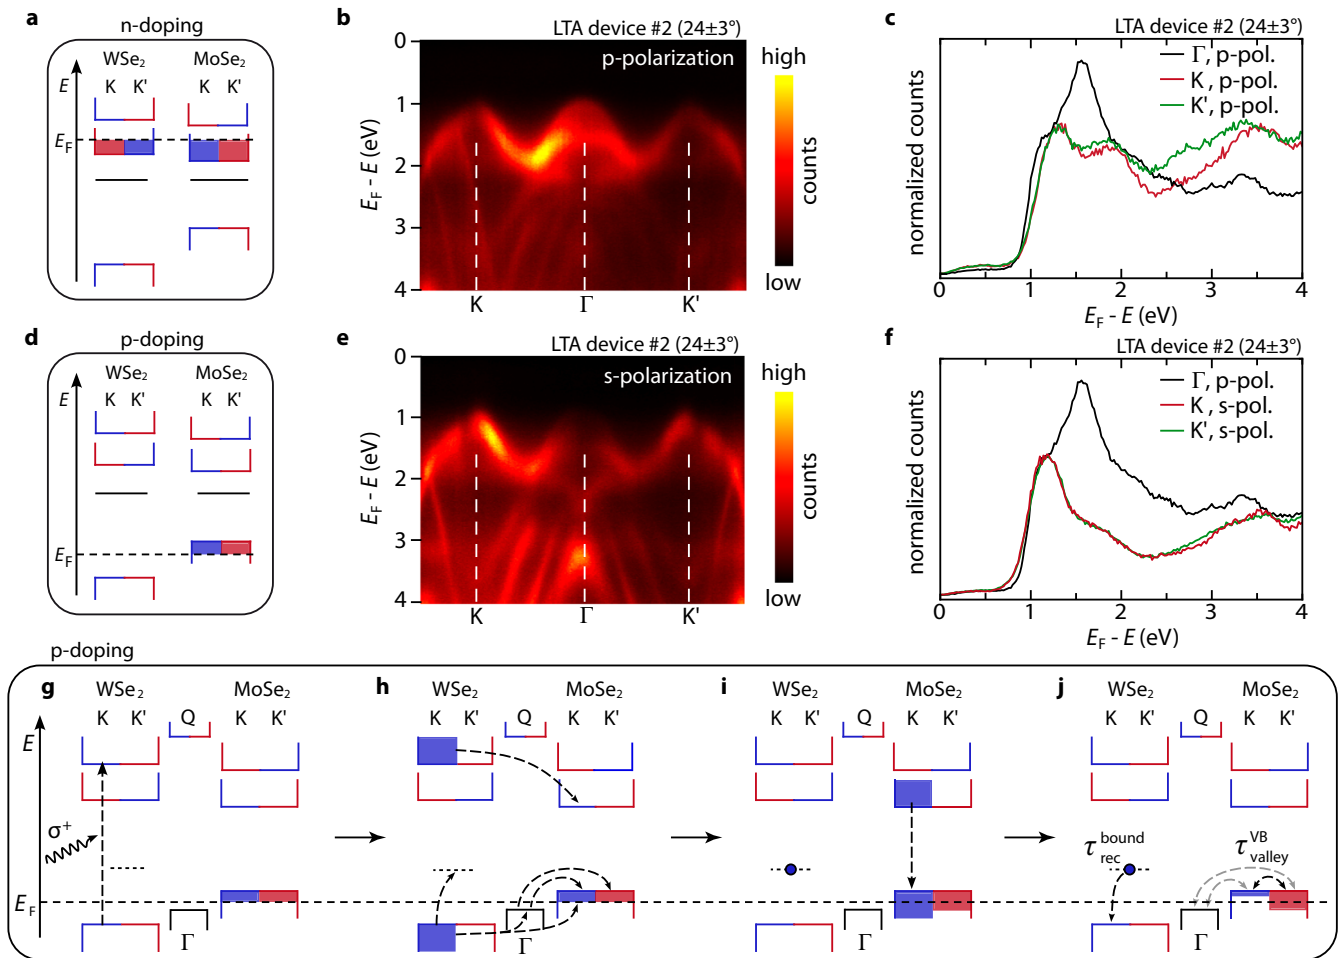 a
n-doping
WSe₂
MoSe₂
E
K K'
K K'
E_F
b
LTA device #2 (24±3°)
p-polarization
E_F - E (eV)
0
1
2
3
4
K
Γ
K'
high
counts
low
c
LTA device #2 (24±3°)
Γ, p-pol.
K, p-pol.
K', p-pol.
normalized counts
0
1
2
3
4
E_F - E (eV)
d
p-doping
WSe₂
MoSe₂
E
K K'
K K'
E_F
e
LTA device #2 (24±3°)
s-polarization
E_F - E (eV)
0
1
2
3
4
K
Γ
K'
high
counts
low
f
LTA device #2 (24±3°)
Γ, p-pol.
K, s-pol.
K', s-pol.
normalized counts
0
1
2
3
4
E_F - E (eV)
p-doping
g
WSe₂
MoSe₂
K K'
Q
K K'
E
σ⁺
E_F
Γ
h
WSe₂
MoSe₂
K K'
Q
K K'
Γ
i
WSe₂
MoSe₂
K K'
Q
K K'
Γ
j
WSe₂
MoSe₂
K K'
Q
K K'
τ bound rec
τ VB valley
Γ